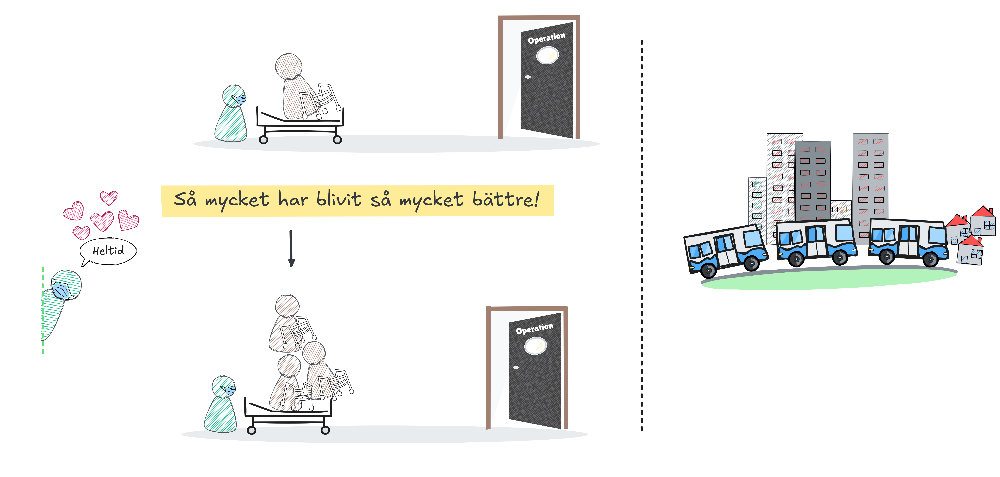 Operation
Så mycket har blivit så mycket bättre!
Heltid
Operation